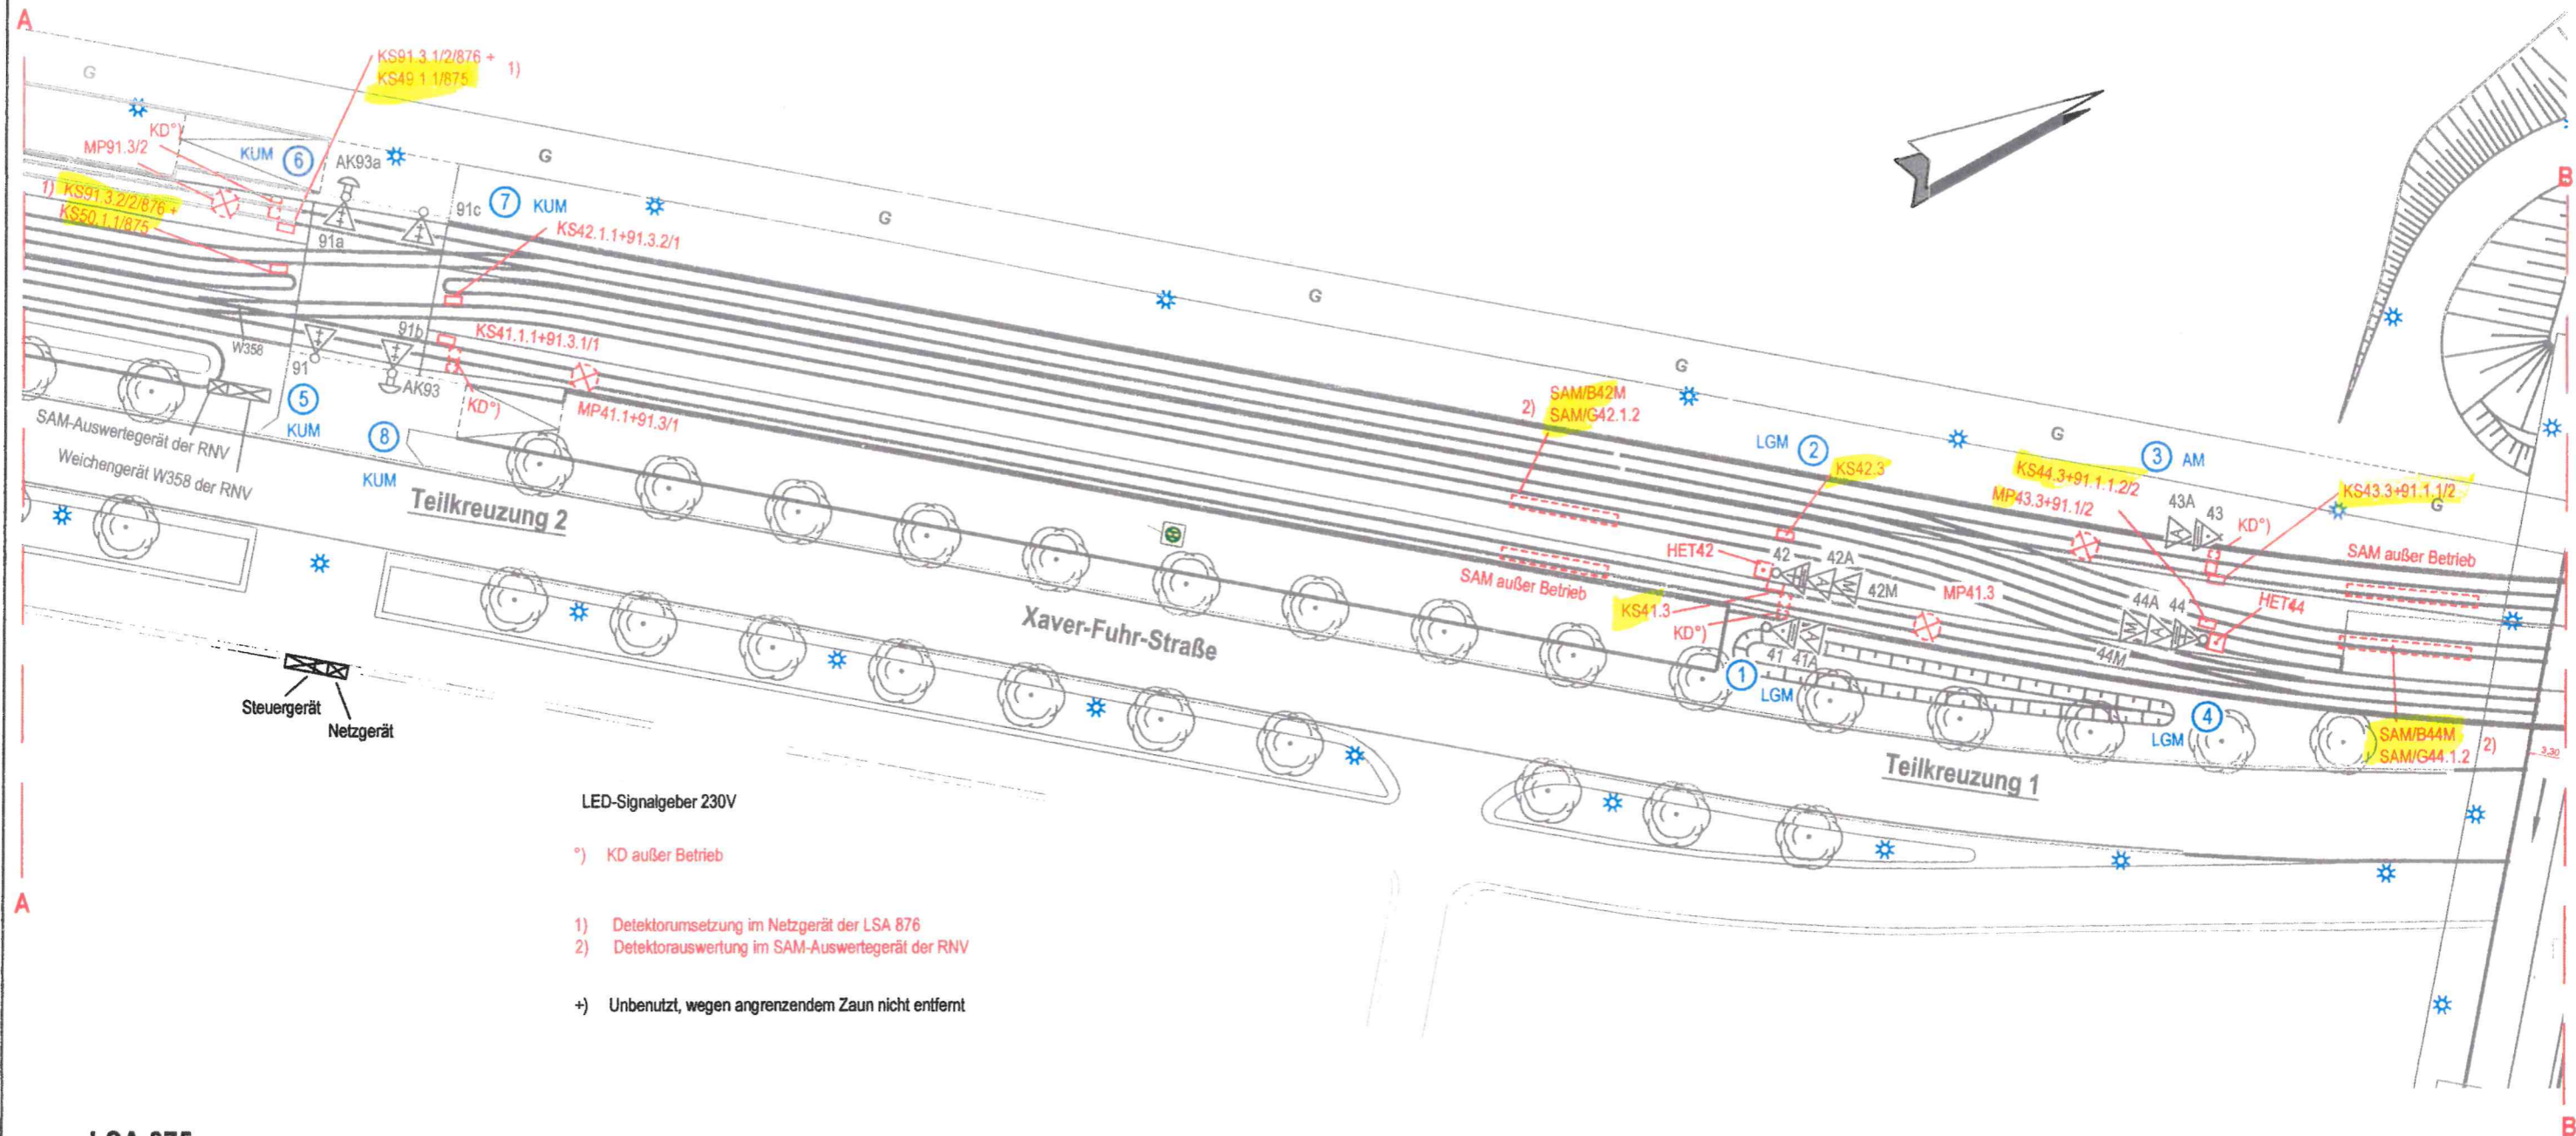 A
KS91.3.1/2/876 +
KS49.1.1/875
1)
G
KD°)
MP91.3/2
KUM
6
AK93a
G
1)
KS91.3.2/2/876 +
KS50.1.1/875
91a
91c
7
KUM
KS42.1.1+91.3.2/1
G
B
B
G
91b
KS41.1.1+91.3.1/1
W358
91
AK93
5
KUM
KD°)
MP41.1+91.3/1
8
KUM
SAM-Auswertegerät der RNV
Weichengerät W358 der RNV
Teilkreuzung 2
G
2)
SAM/B42M
SAM/G42.1.2
LGM
2
KS42.3
G
3
AM
KS44.3+91.1.1.2/2
MP43.3+91.1/2
43A
43
KD°)
KS43.3+91.1.1/2
G
SAM außer Betrieb
HET42
42
42A
42M
MP41.3
SAM außer Betrieb
KS41.3
KD°)
44A
44
HET44
44M
41
41A
1
LGM
4
LGM
SAM/B44M
SAM/G44.1.2
2)
3,30
Xaver-Fuhr-Straße
Teilkreuzung 1
Steuergerät
Netzgerät
LED-Signalgeber 230V
°) KD außer Betrieb
A
1) Detektorumsetzung im Netzgerät der LSA 876
2) Detektorauswertung im SAM-Auswertegerät der RNV
+) Unbenutzt, wegen angrenzendem Zaun nicht entfernt
LSA 875
B